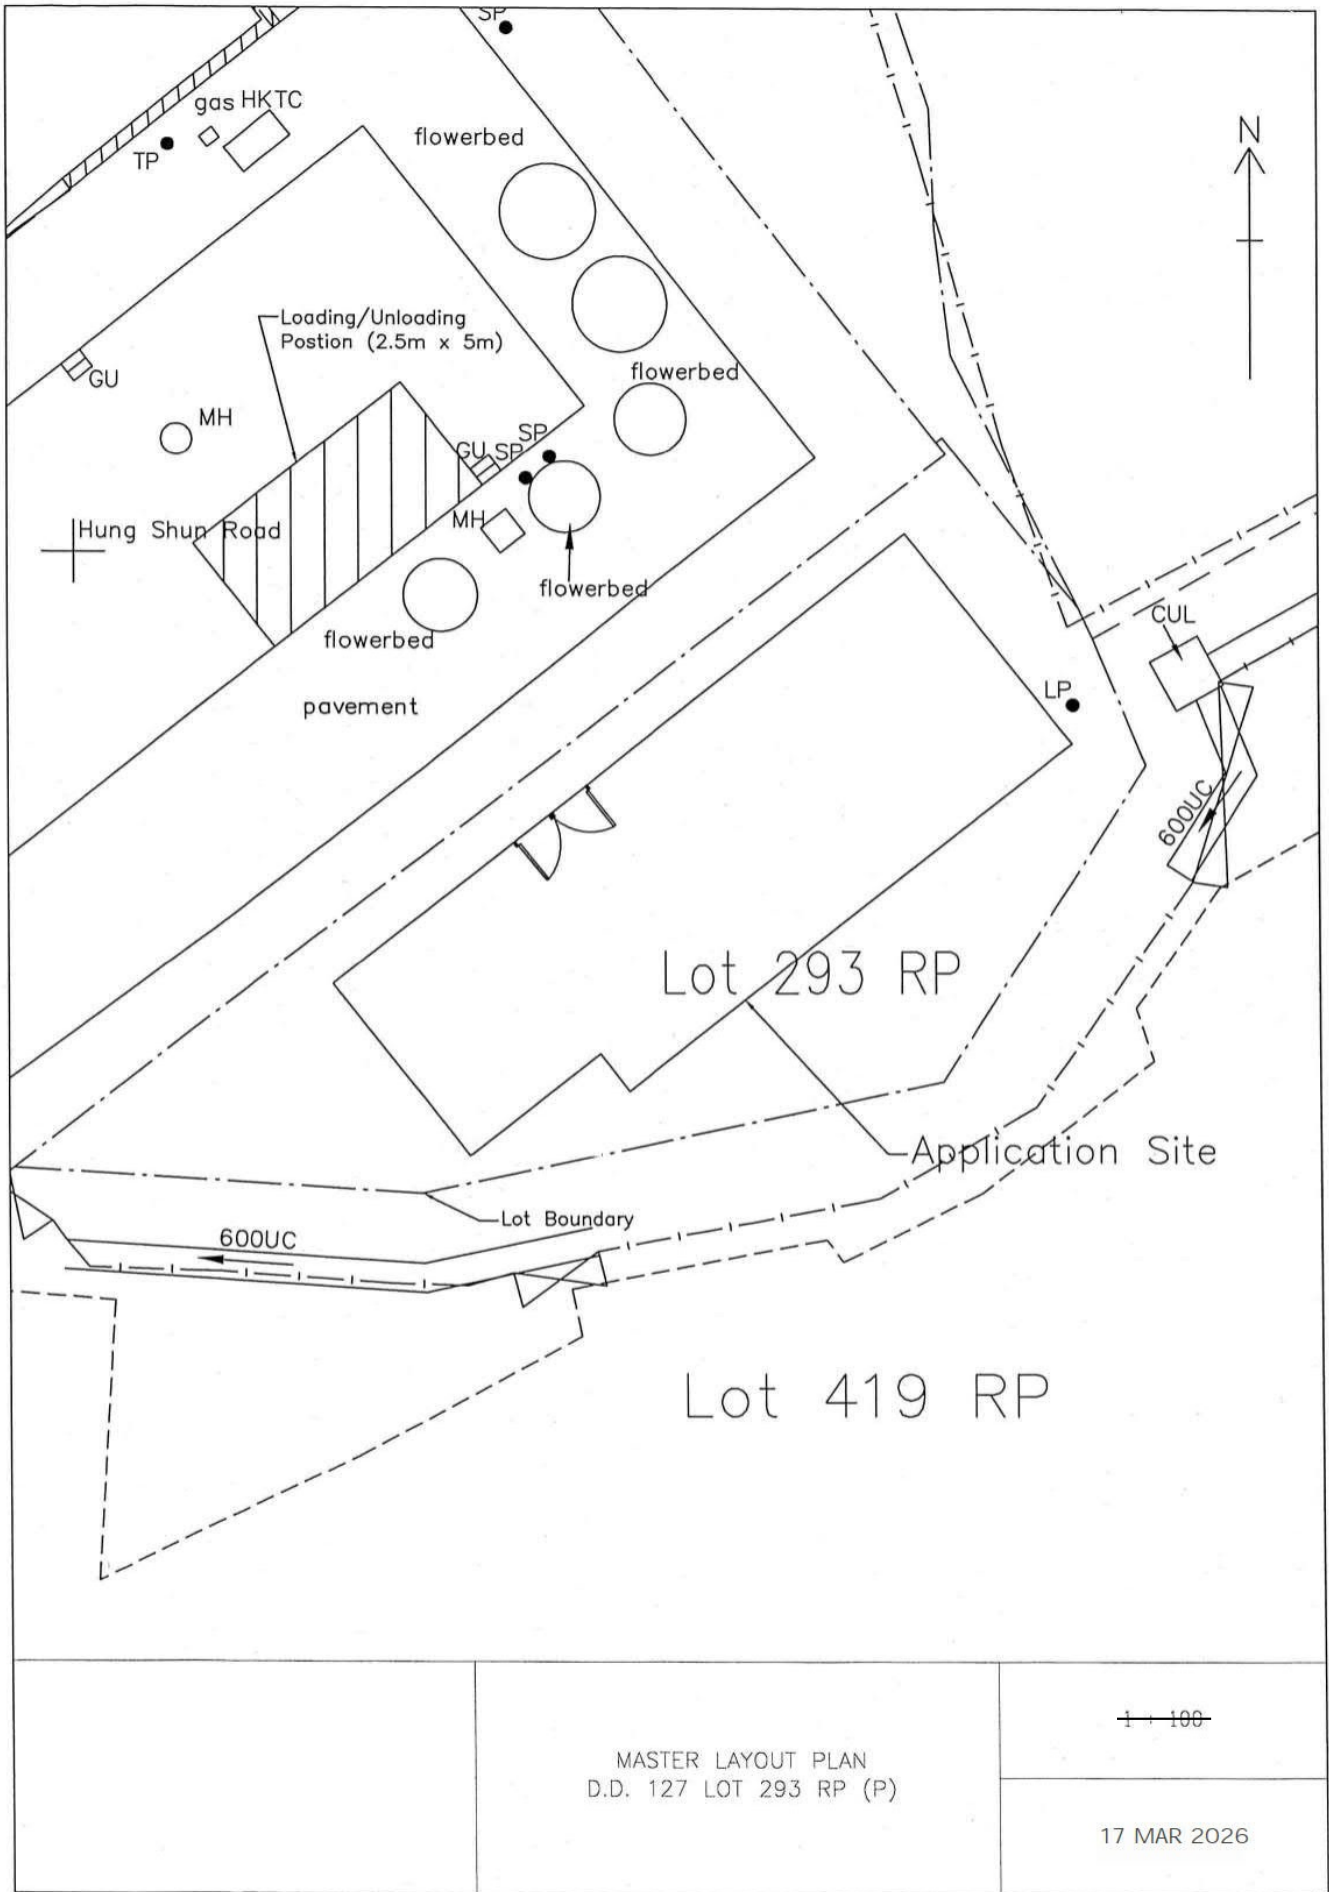 SP
gas HKTC
TP
flowerbed
N
Loading/Unloading
Postion (2.5m x 5m)
GU
flowerbed
MH
SP
GU SP
MH
Hung Shun Road
flowerbed
flowerbed
CUL
LP
pavement
600UC
Lot 293 RP
Application Site
Lot Boundary
600UC
Lot 419 RP
MASTER LAYOUT PLAN
D.D. 127 LOT 293 RP (P)
1 : 100
17 MAR 2026